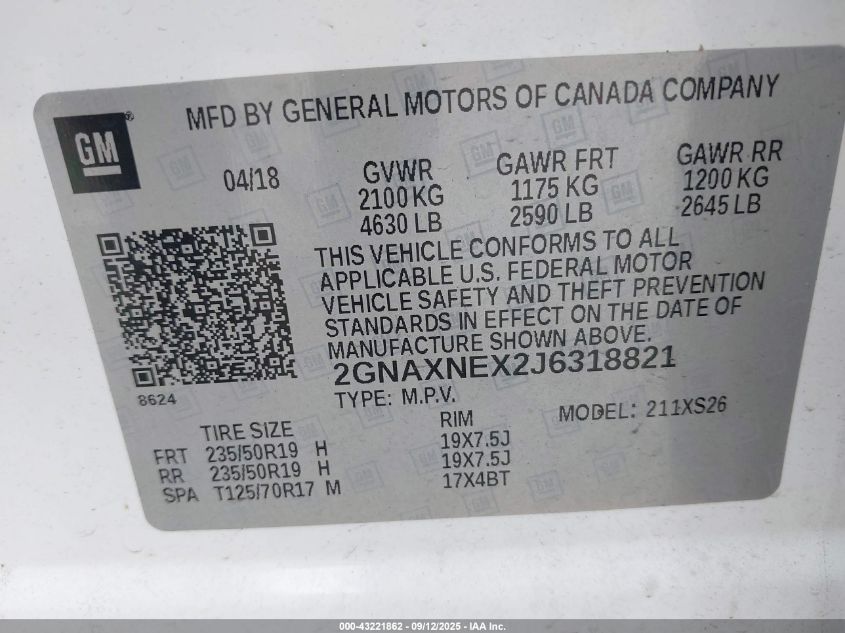 MFD BY GENERAL MOTORS OF CANADA COMPANY
GM ®
04/18
GVWR GAWR FRT GAWR RR
2100 KG 1175 KG 1200 KG
4630 LB 2590 LB 2645 LB
THIS VEHICLE CONFORMS TO ALL
APPLICABLE U.S. FEDERAL MOTOR
VEHICLE SAFETY AND THEFT PREVENTION
STANDARDS IN EFFECT ON THE DATE OF
MANUFACTURE SHOWN ABOVE.
2GNAXNEX2J6318821
8624
TYPE: M.P.V. MODEL: 211XS26
TIRE SIZE RIM
FRT 235/50R19 H 19X7.5J
RR 235/50R19 H 19X7.5J
SPA T125/70R17 M 17X4BT
000-43221862 - 09/12/2025 - IAA Inc.